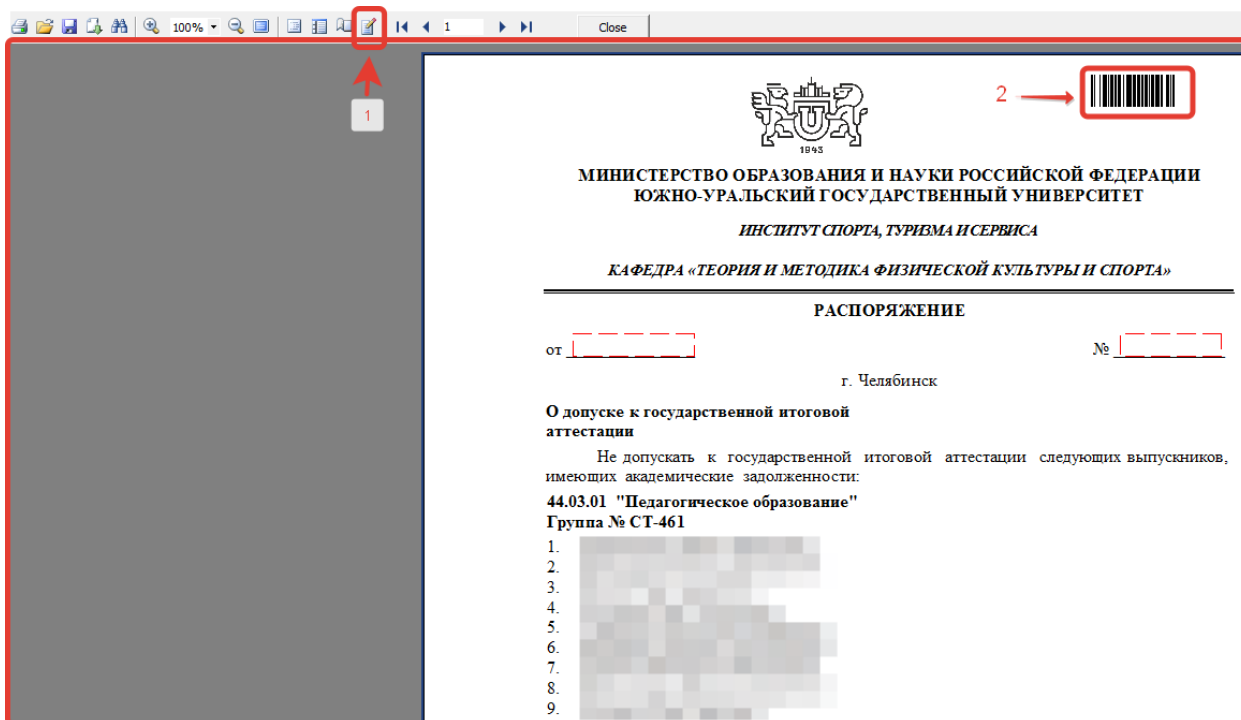 100%
1
Close
1
2
1943
МИНИСТЕРСТВО ОБРАЗОВАНИЯ И НАУКИ РОССИЙСКОЙ ФЕДЕРАЦИИ
ЮЖНО-УРАЛЬСКИЙ ГОСУДАРСТВЕННЫЙ УНИВЕРСИТЕТ
ИНСТИТУТ СПОРТА, ТУРИЗМА И СЕРВИСА
КАФЕДРА «ТЕОРИЯ И МЕТОДИКА ФИЗИЧЕСКОЙ КУЛЬТУРЫ И СПОРТА»
РАСПОРЯЖЕНИЕ
от №
г. Челябинск
О допуске к государственной итоговой
аттестации
Не допускать к государственной итоговой аттестации следующих выпускников,
имеющих академические задолженности:
44.03.01 "Педагогическое образование"
Группа № СТ-461
1.
2.
3.
4.
5.
6.
7.
8.
9.